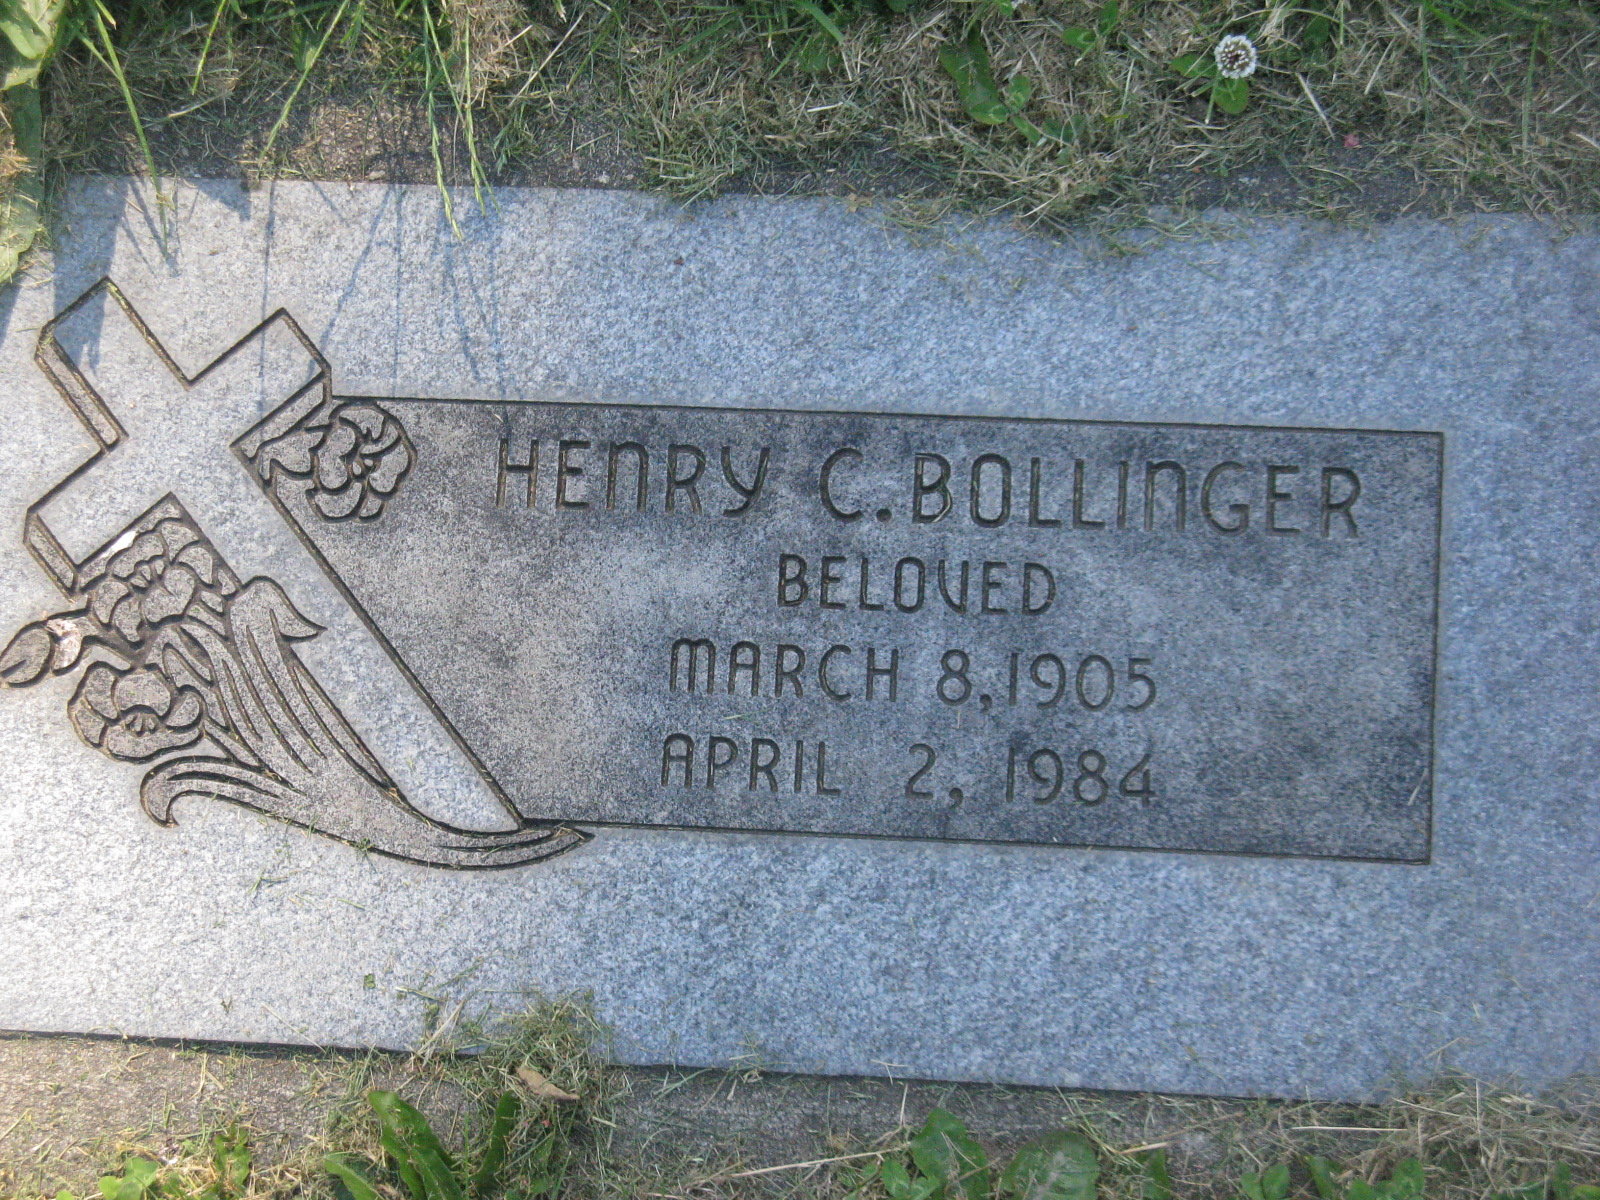 HENRY C. BOLLINGER
BELOVED
MARCH 8, 1905
APRIL 2, 1984